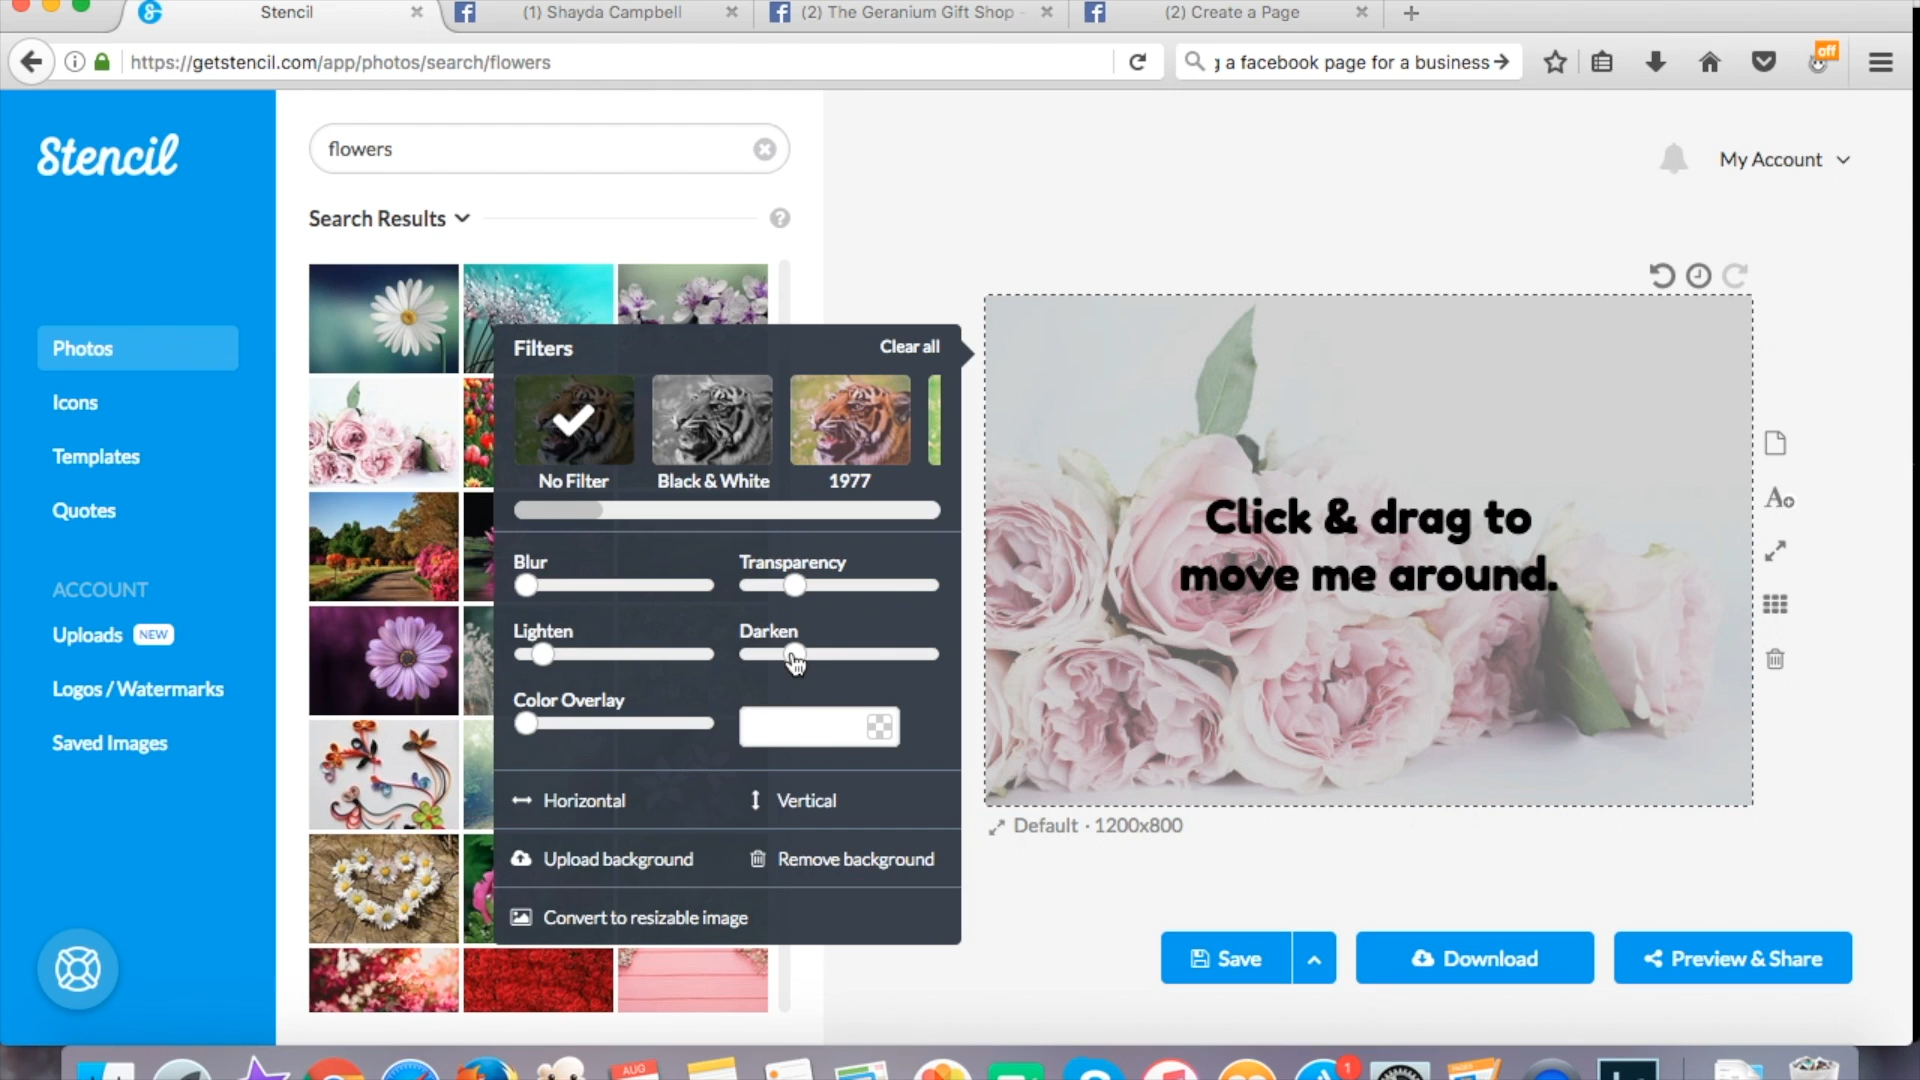 Stencil
(1) Shayda Campbell
(2) The Geranium Gift Shop -
(2) Create a Page
https://getstencil.com/app/photos/search/flowers
a facebook page for a business
off
Stencil
flowers
My Account
Search Results
Photos
Icons
Templates
Quotes
ACCOUNT
Uploads NEW
Logos / Watermarks
Saved Images
Filters
Clear all
No Filter
Black & White
1977
Blur
Transparency
Lighten
Darken
Color Overlay
Horizontal
Vertical
Upload background
Remove background
Convert to resizable image
Click & drag to
move me around.
Default · 1200x800
Save
Download
Preview & Share
AUG
1
PAGES